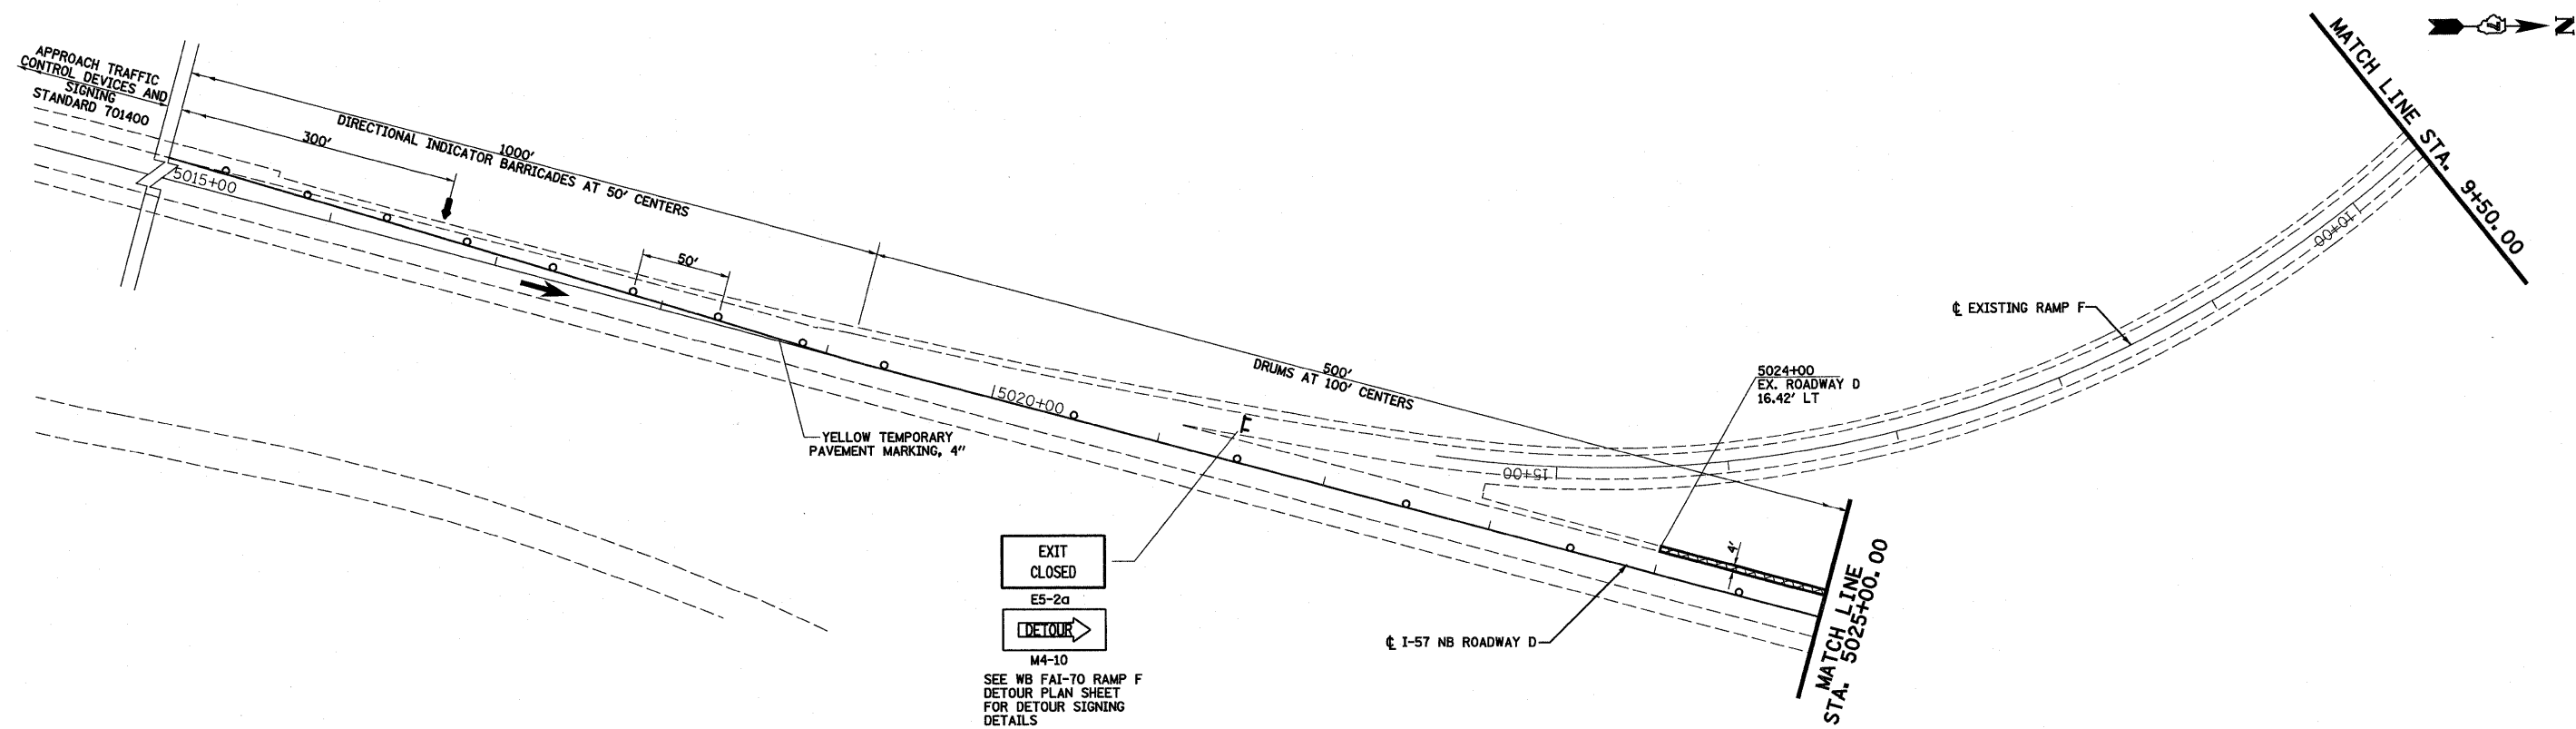 APPROACH TRAFFIC
CONTROL DEVICES AND
SIGNING
STANDARD 701400
300'
1000'
DIRECTIONAL INDICATOR BARRICADES AT 50' CENTERS
5015+00
50'
YELLOW TEMPORARY
PAVEMENT MARKING, 4"
5020+00
500'
DRUMS AT 100' CENTERS
EXIT
CLOSED
E5-2a
DETOUR
M4-10
SEE WB FAI-70 RAMP F
DETOUR PLAN SHEET
FOR DETOUR SIGNING
DETAILS
15+00
5024+00
EX. ROADWAY D
16.42' LT
4'
℄ I-57 NB ROADWAY D
MATCH LINE
STA. 5025+00.00
℄ EXISTING RAMP F
10+00
MATCH LINE STA. 9+50.00
N